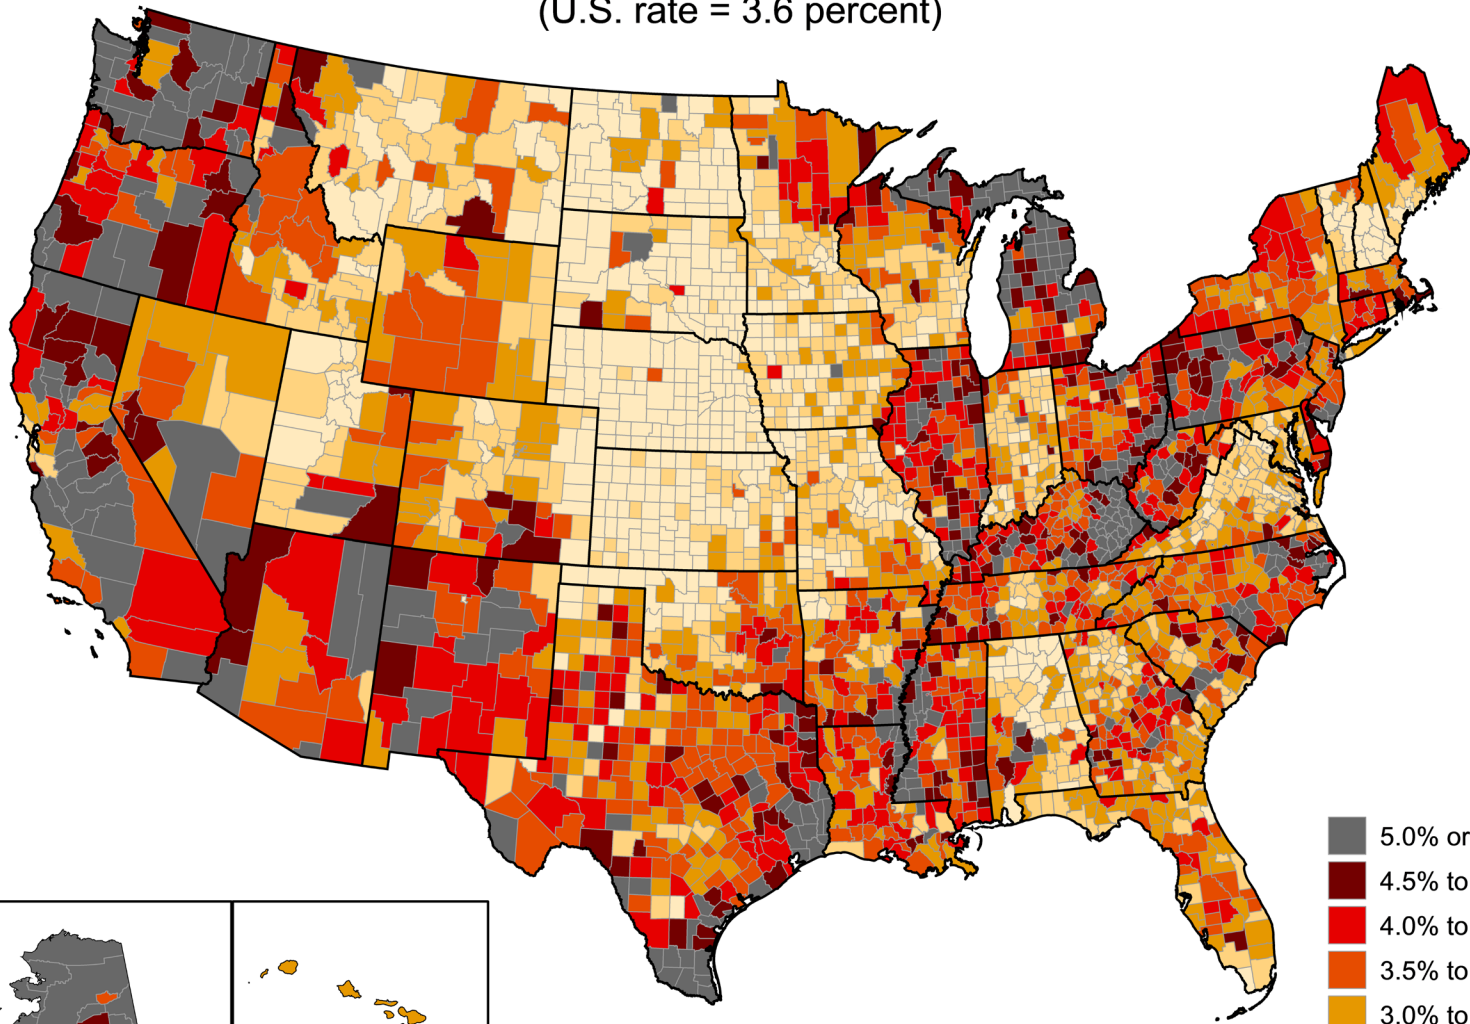 (U.S. rate = 3.6 percent)
5.0% or
4.5% to
4.0% to
3.5% to
3.0% to